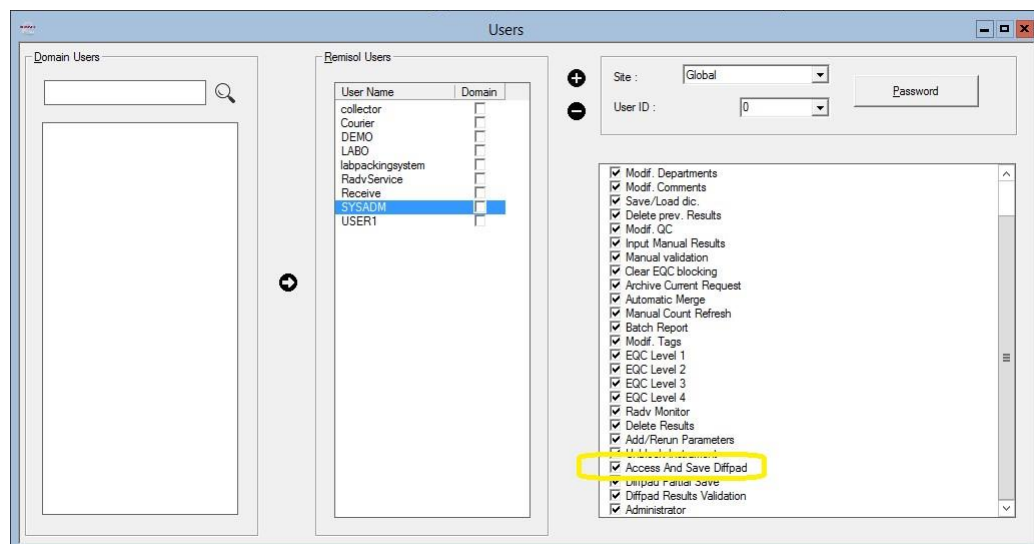 Users
Domain Users
Remisol Users
User Name Domain
collector
Courier
DEMO
LABO
labpackingsystem
RadvService
Receive
SYSADM
USER1
Site : Global
User ID : 0
Password
Modif. Departments
Modif. Comments
Save/Load dic.
Delete prev. Results
Modif. QC
Input Manual Results
Manual validation
Clear EQC blocking
Archive Current Request
Automatic Merge
Manual Count Refresh
Batch Report
Modif. Tags
EQC Level 1
EQC Level 2
EQC Level 3
EQC Level 4
Radv Monitor
Delete Results
Add/Rerun Parameters
Unblock Instrument
Access And Save Diffpad
Diffpad Partial Save
Diffpad Results Validation
Administrator